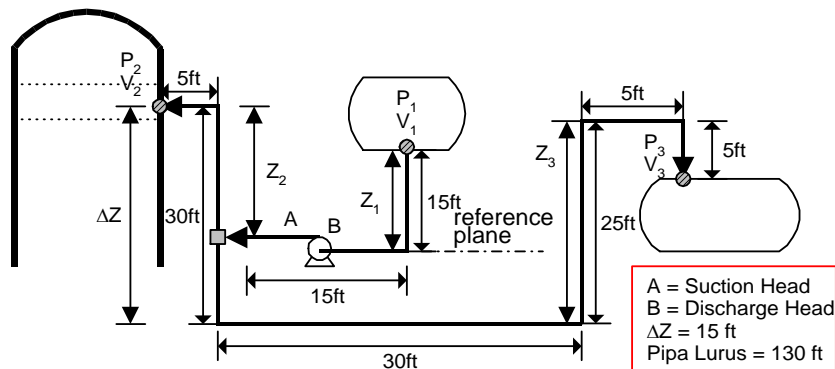 P2
V2
5ft
ΔZ
30ft
Z2
A
B
P1
V1
Z1
15ft
reference
plane
15ft
30ft
5ft
Z3
25ft
P3
V3
5ft
A = Suction Head
B = Discharge Head
ΔZ = 15 ft
Pipa Lurus = 130 ft